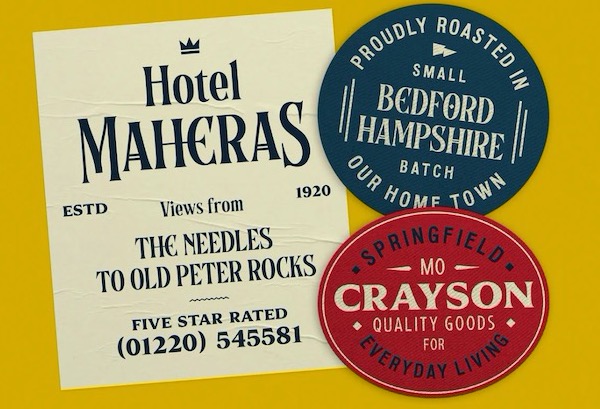 Hotel
MAHERAS
ESTD Views from 1920
THE NEEDLES
TO OLD PETER ROCKS
FIVE STAR RATED
(01220) 545581
PROUDLY ROASTED IN
SMALL
BEDFORD
HAMPSHIRE
BATCH
OUR HOME TOWN
SPRINGFIELD
MO
CRAYSON
QUALITY GOODS
FOR
EVERYDAY LIVING